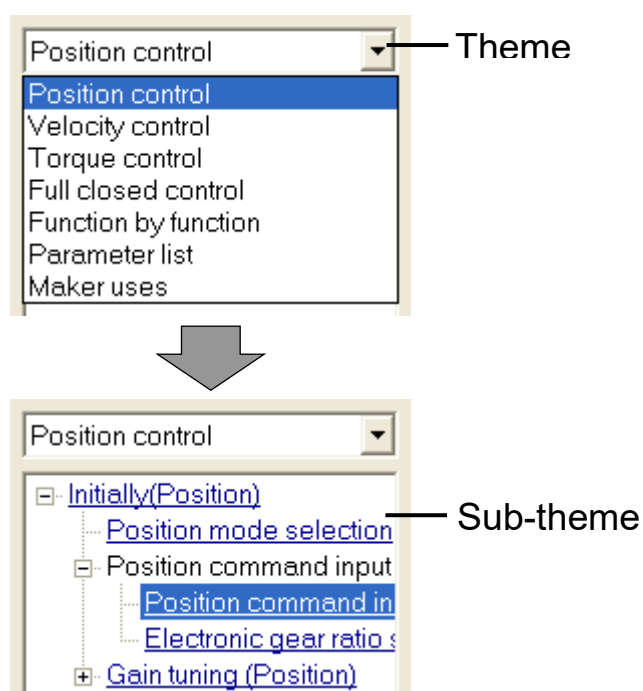 Position control
Theme
Position control
Velocity control
Torque control
Full closed control
Function by function
Parameter list
Maker uses
Position control
Initially(Position)
Sub-theme
Position mode selection
Position command input
Position command in
Electronic gear ratio s
Gain tuning (Position)